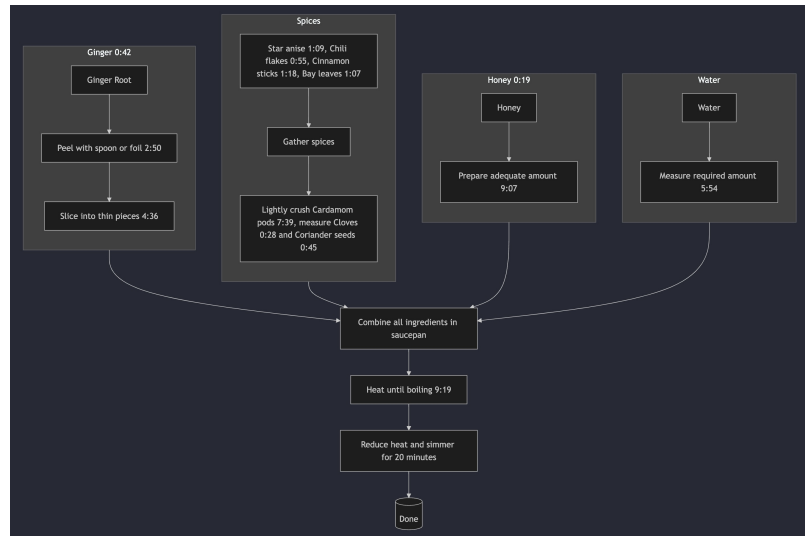 Ginger 0:42
Ginger Root
Peel with spoon or foil 2:50
Slice into thin pieces 4:36
Spices
Star anise 1:09, Chili
flakes 0:55, Cinnamon
sticks 1:18, Bay leaves 1:07
Gather spices
Lightly crush Cardamom
pods 7:39, measure Cloves
0:28 and Coriander seeds
0:45
Honey 0:19
Honey
Prepare adequate amount
9:07
Water
Water
Measure required amount
5:54
Combine all ingredients in
saucepan
Heat until boiling 9:19
Reduce heat and simmer
for 20 minutes
Done